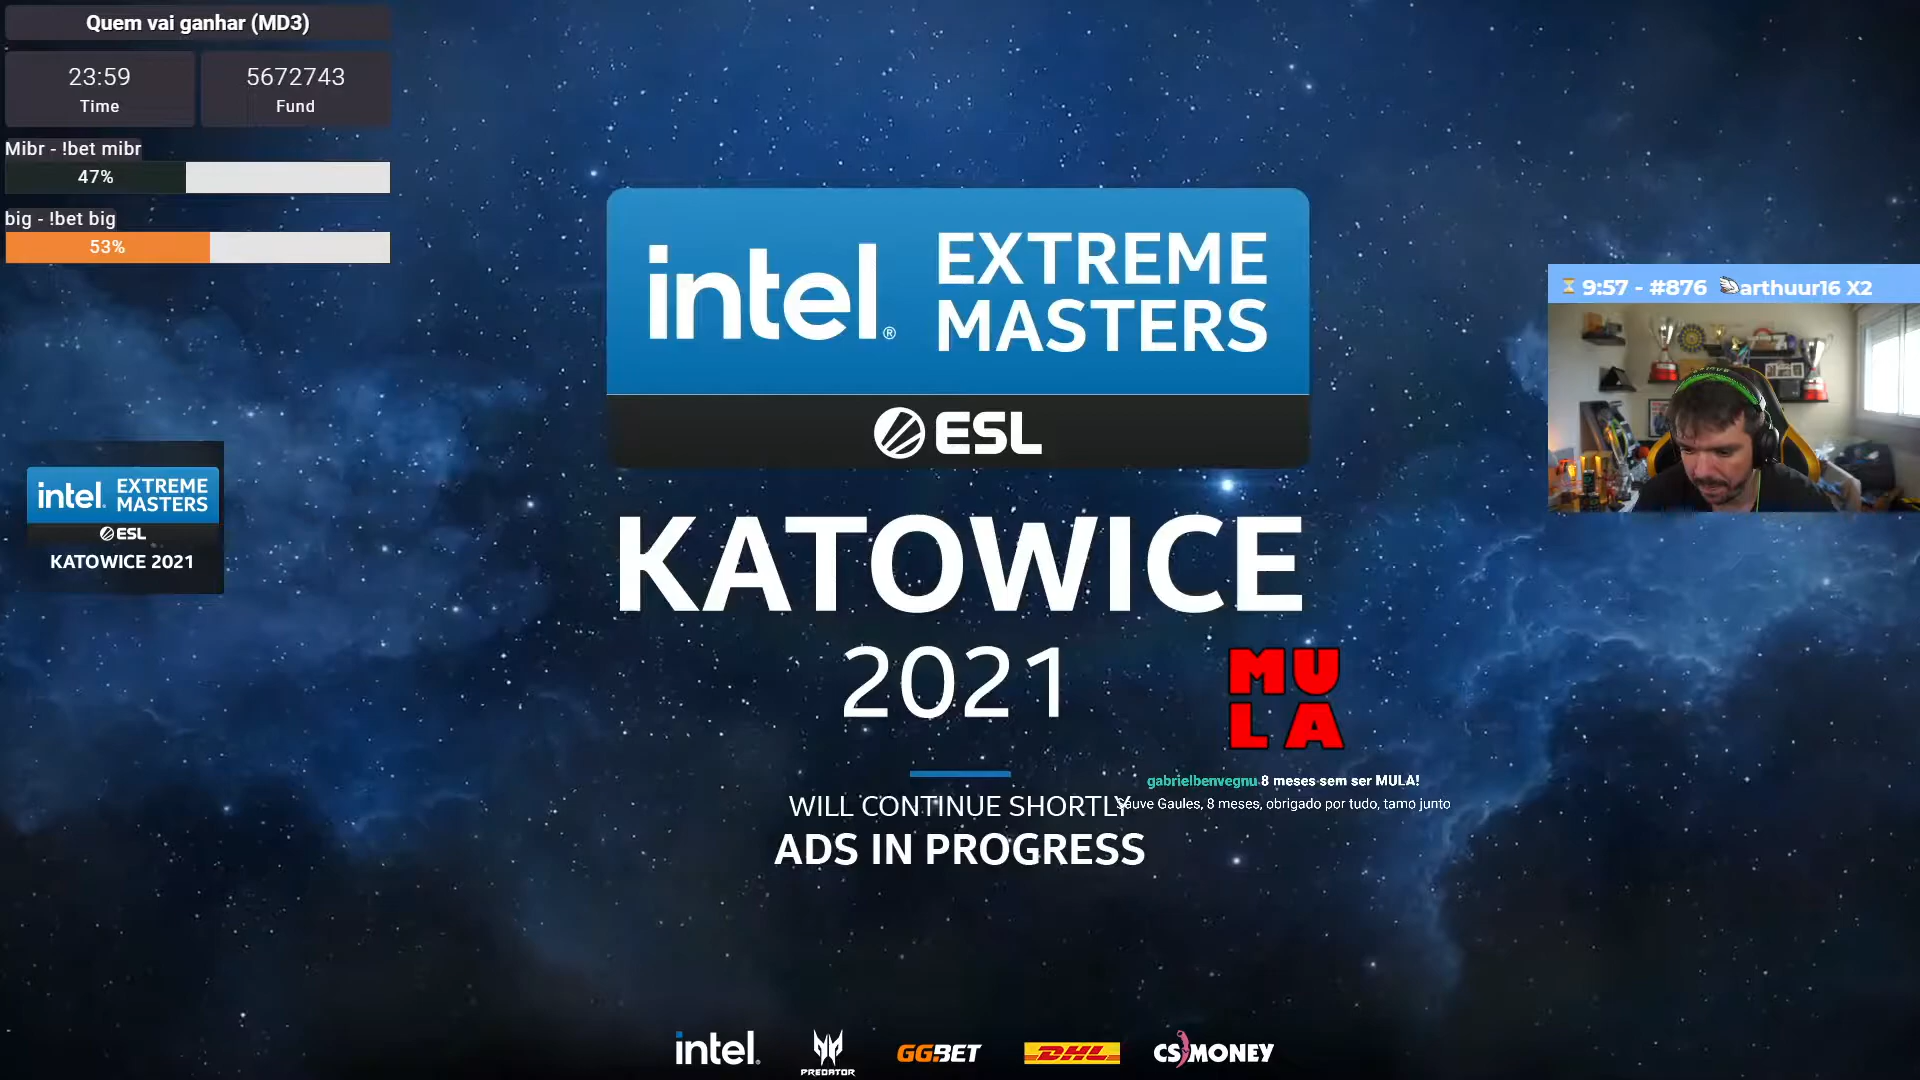 Quem vai ganhar (MD3)
23:59
Time
5672743
Fund
Mibr - !bet mibr
47%
big - !bet big
53%
intel® EXTREME MASTERS
ESL
KATOWICE
2021
WILL CONTINUE SHORTLY
ADS IN PROGRESS
intel. EXTREME MASTERS
ESL
KATOWICE 2021
9:57 - #876 arthuur16 X2
MU
LA
gabrielbenvegnu 8 meses sem ser MULA!
Sauve Gaules, 8 meses, obrigado por tudo, tamo junto
intel.
PREDATOR
GG.BET
DHL
CS MONEY